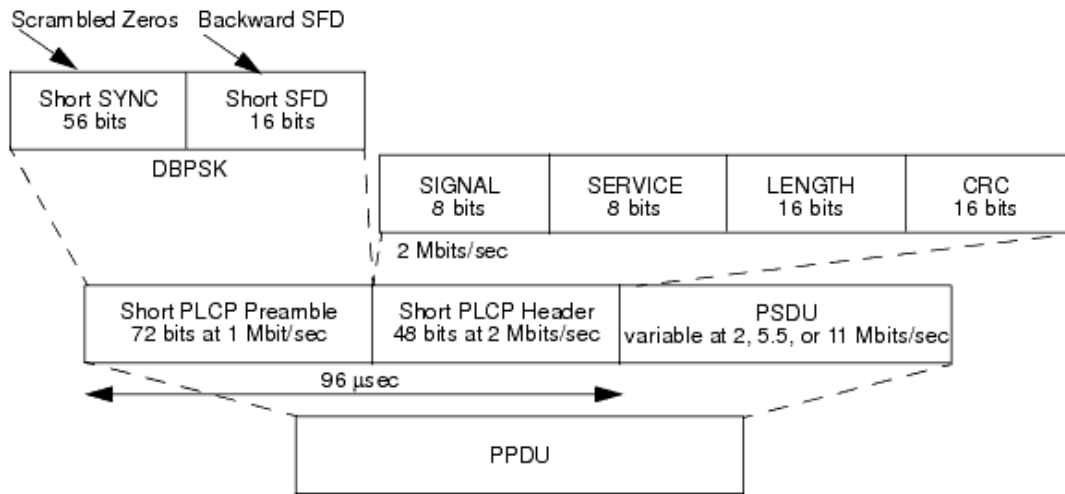 Scrambled Zeros Backward SFD
Short SYNC
56 bits
Short SFD
16 bits
DBPSK
SIGNAL
8 bits
SERVICE
8 bits
LENGTH
16 bits
CRC
16 bits
2 Mbits/sec
Short PLCP Preamble
72 bits at 1 Mbit/sec
Short PLCP Header
48 bits at 2 Mbits/sec
PSDU
variable at 2, 5.5, or 11 Mbits/sec
96 μsec
PPDU